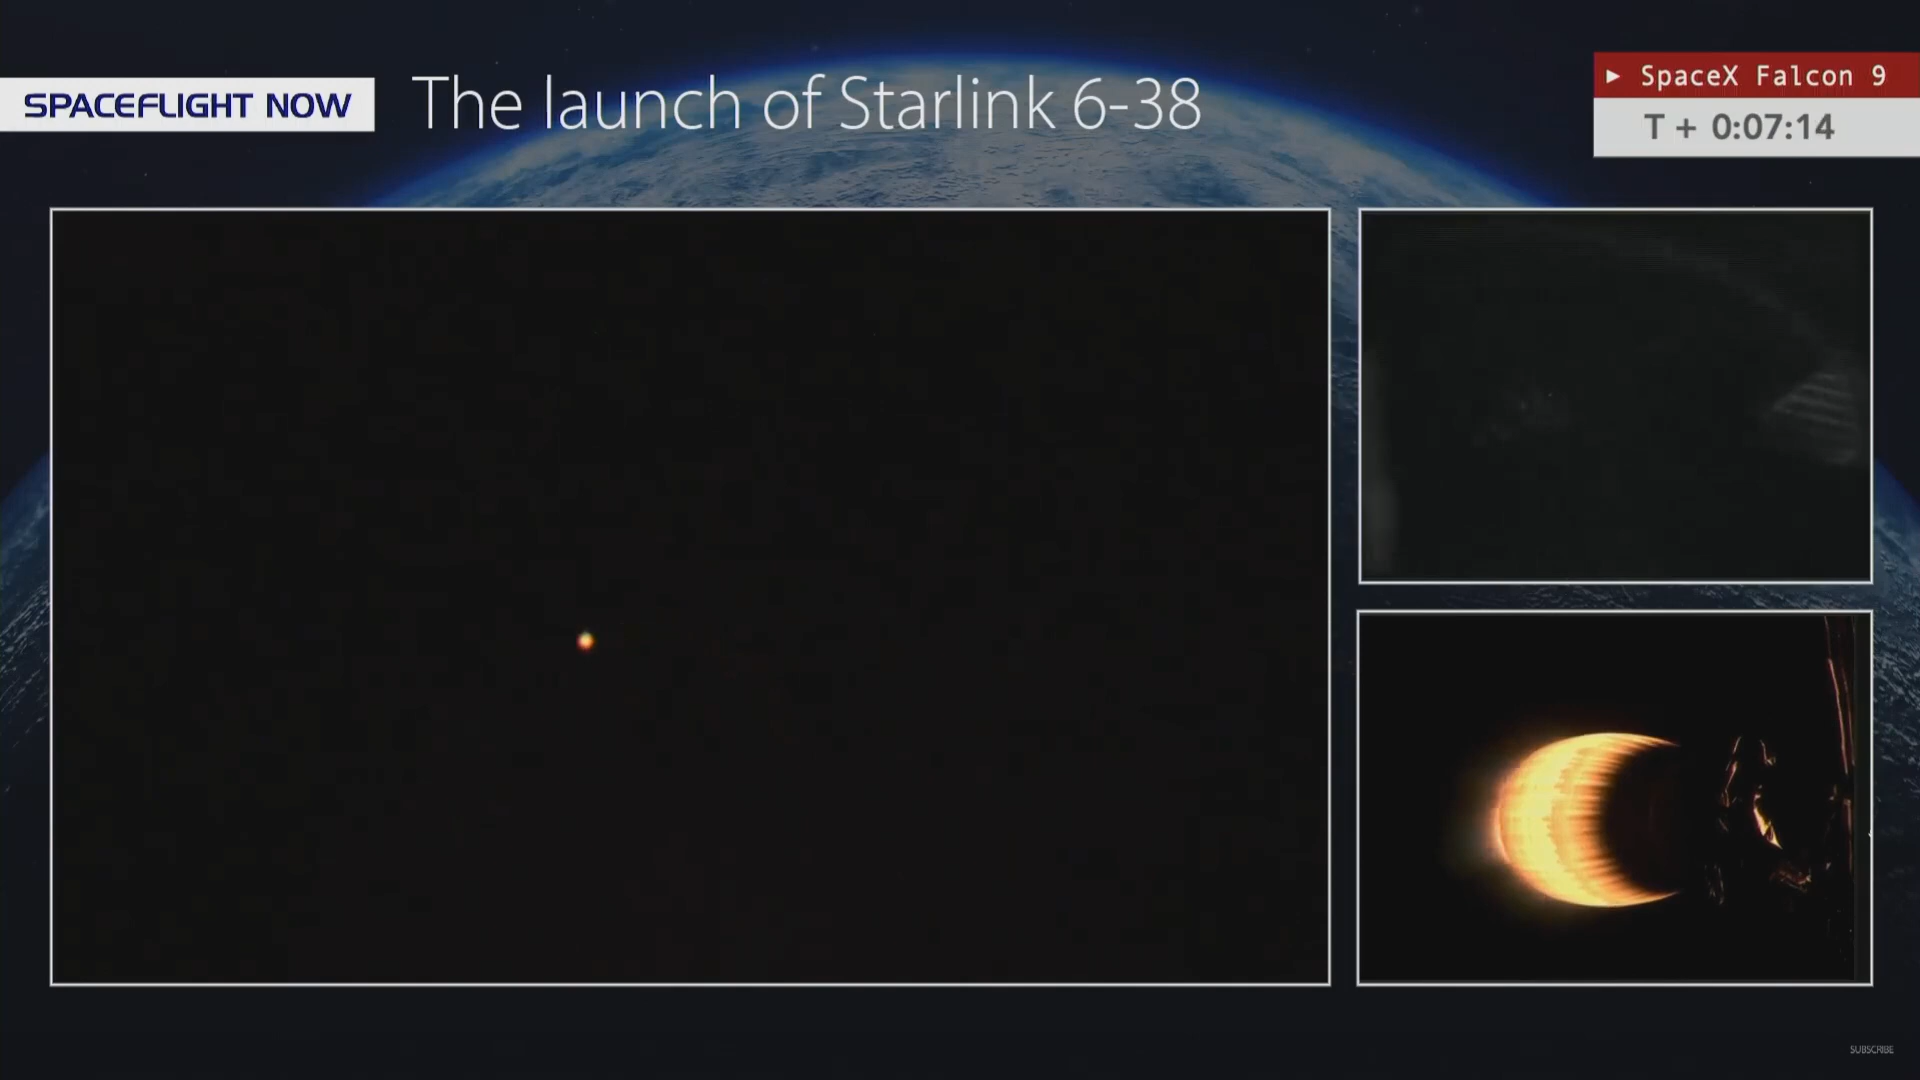 SPACEFLIGHT NOW
The launch of Starlink 6-38
▶ SpaceX Falcon 9
T + 0:07:14
SUBSCRIBE